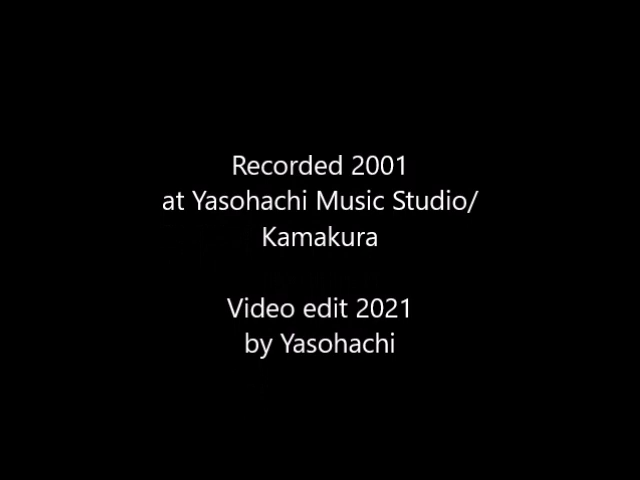 Recorded 2001
at Yasohachi Music Studio/
Kamakura
Video edit 2021
by Yasohachi